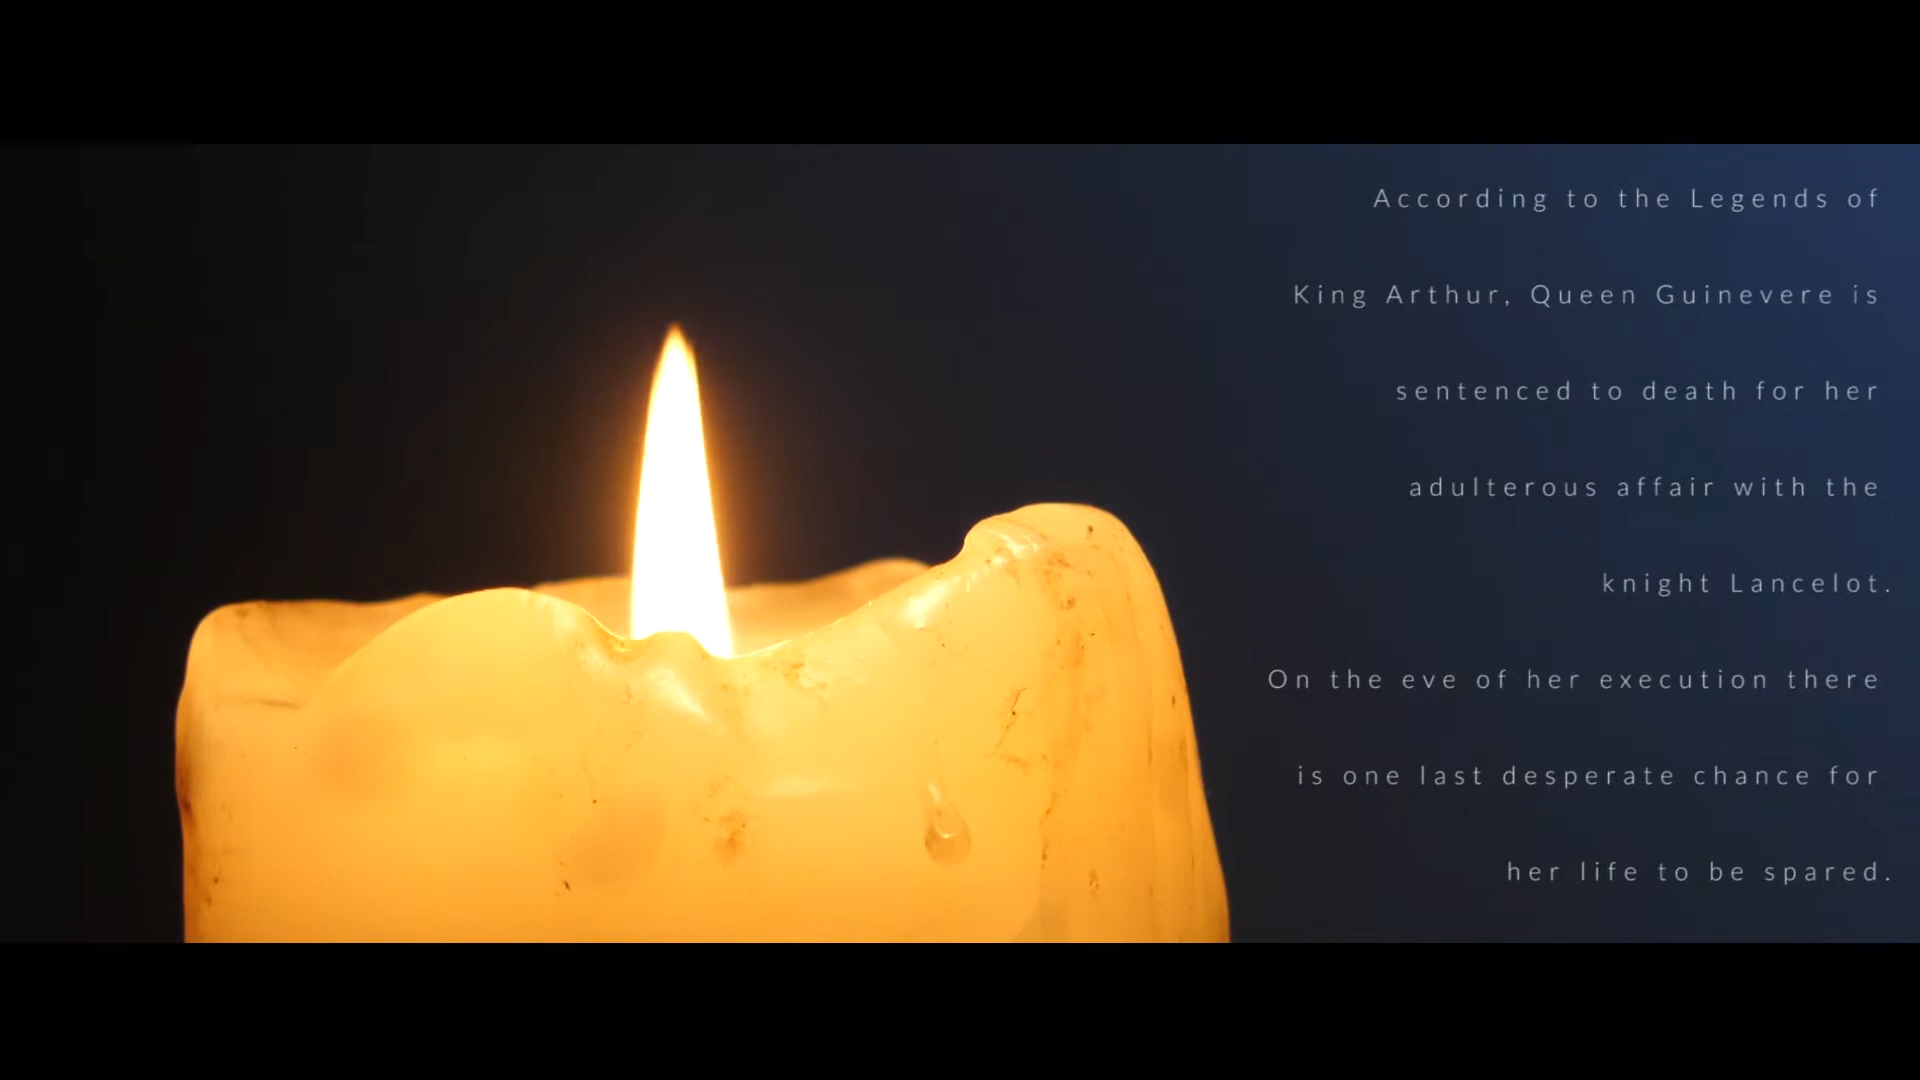 According to the Legends of
King Arthur, Queen Guinevere is
sentenced to death for her
adulterous affair with the
knight Lancelot.
On the eve of her execution there
is one last desperate chance for
her life to be spared.